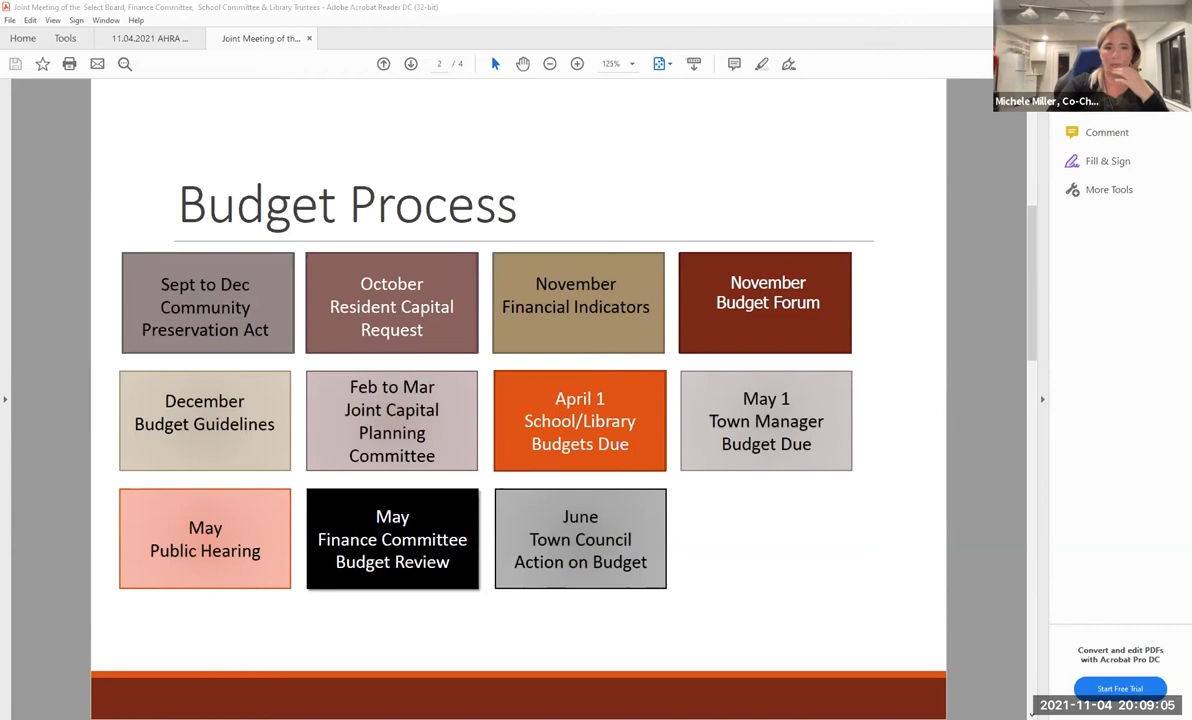 Joint Meeting of the Select Board, Finance Committee, School Committee & Library Trustees - Adobe Acrobat Reader DC (32-bit)
File Edit View Sign Window Help
Home Tools 11.04.2021 AHRA ... Joint Meeting of th... ×
2 / 4 125%
Michele Miller, Co-Ch...
Comment
Fill & Sign
More Tools
Budget Process
Sept to Dec
Community
Preservation Act
October
Resident Capital
Request
November
Financial Indicators
November
Budget Forum
December
Budget Guidelines
Feb to Mar
Joint Capital
Planning
Committee
April 1
School/Library
Budgets Due
May 1
Town Manager
Budget Due
May
Public Hearing
May
Finance Committee
Budget Review
June
Town Council
Action on Budget
Convert and edit PDFs
with Acrobat Pro DC
Start Free Trial
2021-11-04 20:09:05